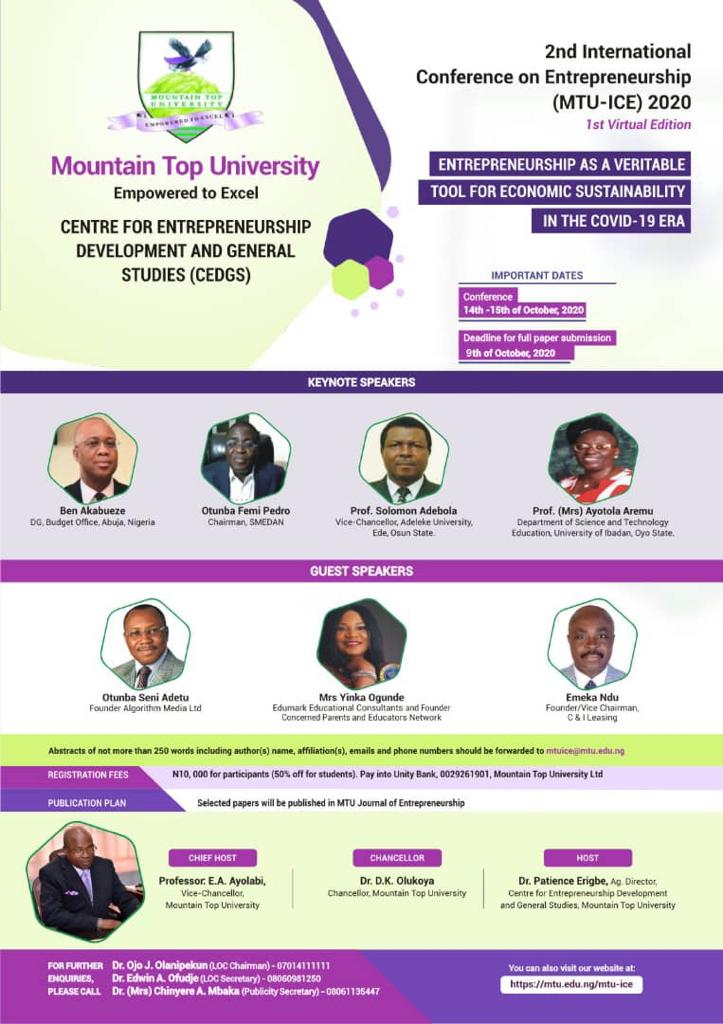 MOUNTAIN TOP
UNIVERSITY
EMPOWERED TO EXCEL
Mountain Top University
Empowered to Excel
CENTRE FOR ENTREPRENEURSHIP
DEVELOPMENT AND GENERAL
STUDIES (CEDGS)
2nd International
Conference on Entrepreneurship
(MTU-ICE) 2020
1st Virtual Edition
ENTREPRENEURSHIP AS A VERITABLE
TOOL FOR ECONOMIC SUSTAINABILITY
IN THE COVID-19 ERA
IMPORTANT DATES
Conference
14th -15th of October, 2020
Deadline for full paper submission
9th of October, 2020
KEYNOTE SPEAKERS
Ben Akabueze
DG, Budget Office, Abuja, Nigeria
Otunba Femi Pedro
Chairman, SMEDAN
Prof. Solomon Adebola
Vice-Chancellor, Adeleke University,
Ede, Osun State.
Prof. (Mrs) Ayotola Aremu
Department of Science and Technology
Education, University of Ibadan, Oyo State.
GUEST SPEAKERS
Otunba Seni Adetu
Founder Algorithm Media Ltd
Mrs Yinka Ogunde
Edumark Educational Consultants and Founder
Concerned Parents and Educators Network
Emeka Ndu
Founder/Vice Chairman,
C & I Leasing
Abstracts of not more than 250 words including author(s) name, affiliation(s), emails and phone numbers should be forwarded to mtuice@mtu.edu.ng
REGISTRATION FEES N10, 000 for participants (50% off for students). Pay into Unity Bank, 0029261901, Mountain Top University Ltd
PUBLICATION PLAN Selected papers will be published in MTU Journal of Entrepreneurship
CHIEF HOST
Professor: E.A. Ayolabi,
Vice-Chancellor,
Mountain Top University
CHANCELLOR
Dr. D.K. Olukoya
Chancellor, Mountain Top University
HOST
Dr. Patience Erigbe, Ag. Director,
Centre for Entrepreneurship Development
and General Studies, Mountain Top University
FOR FURTHER Dr. Ojo J. Olanipekun (LOC Chairman) - 07014111111
ENQUIRIES, Dr. Edwin A. Ofudje (LOC Secretary) - 08060981250
PLEASE CALL Dr. (Mrs) Chinyere A. Mbaka (Publicity Secretary) - 08061135447
You can also visit our website at:
https://mtu.edu.ng/mtu-ice